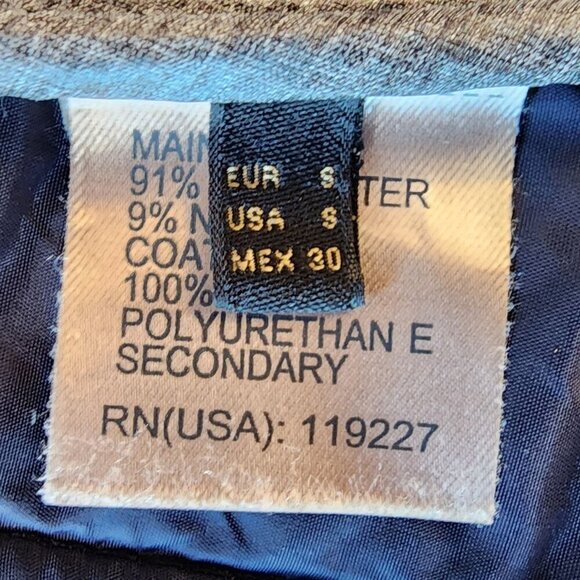 EUR S
USA S
MEX 30
MAIN
91% TER
9% N
COAT
100%
POLYURETHAN E
SECONDARY
RN(USA): 119227